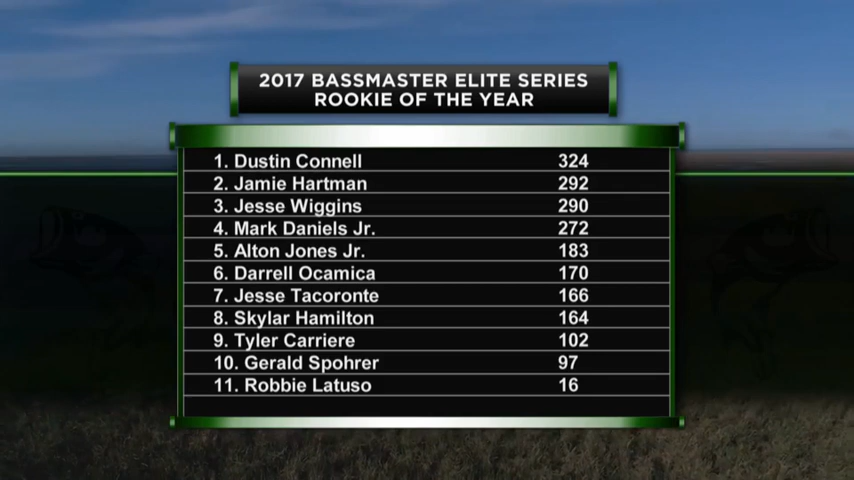 2017 BASSMASTER ELITE SERIES
ROOKIE OF THE YEAR
1. Dustin Connell 324
2. Jamie Hartman 292
3. Jesse Wiggins 290
4. Mark Daniels Jr. 272
5. Alton Jones Jr. 183
6. Darrell Ocamica 170
7. Jesse Tacoronte 166
8. Skylar Hamilton 164
9. Tyler Carriere 102
10. Gerald Spohrer 97
11. Robbie Latuso 16